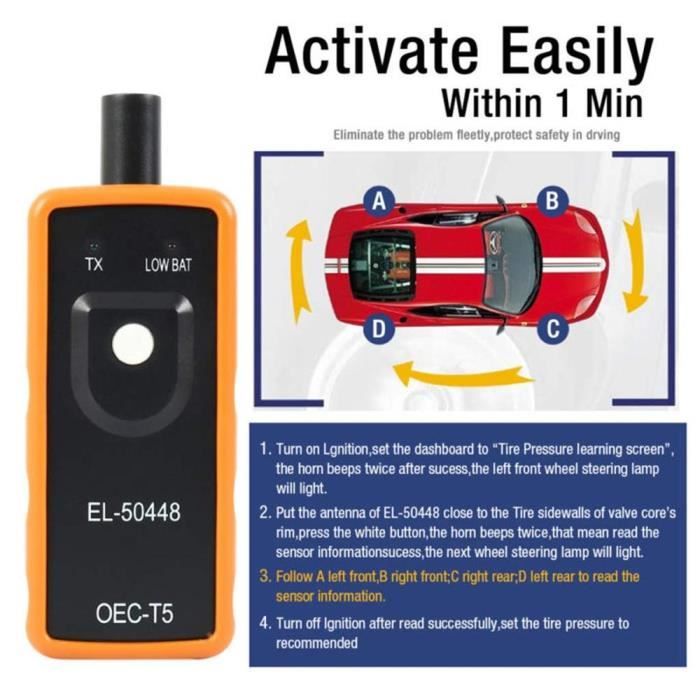 Activate Easily
Within 1 Min
Eliminate the problem fleetly,protect safety in drving
A
B
D
C
TX
LOW BAT
EL-50448
OEC-T5
1. Turn on Lgnition,set the dashboard to “Tire Pressure learning screen”,
the horn beeps twice after sucess,the left front wheel steering lamp
will light.
2. Put the antenna of EL-50448 close to the Tire sidewalls of valve core's
rim,press the white button,the horn beeps twice,that mean read the
sensor informationsucess,the next wheel steering lamp will light.
3. Follow A left front,B right front;C right rear;D left rear to read the
sensor information.
4. Turn off Ignition after read successfully,set the tire pressure to
recommended